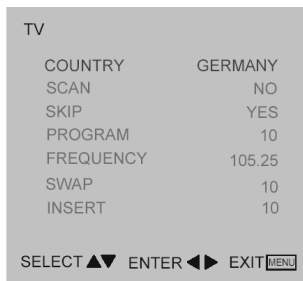 TV
COUNTRY GERMANY
SCAN NO
SKIP YES
PROGRAM 10
FREQUENCY 105.25
SWAP 10
INSERT 10
SELECT ▲▼ ENTER ◀▶ EXIT MENU